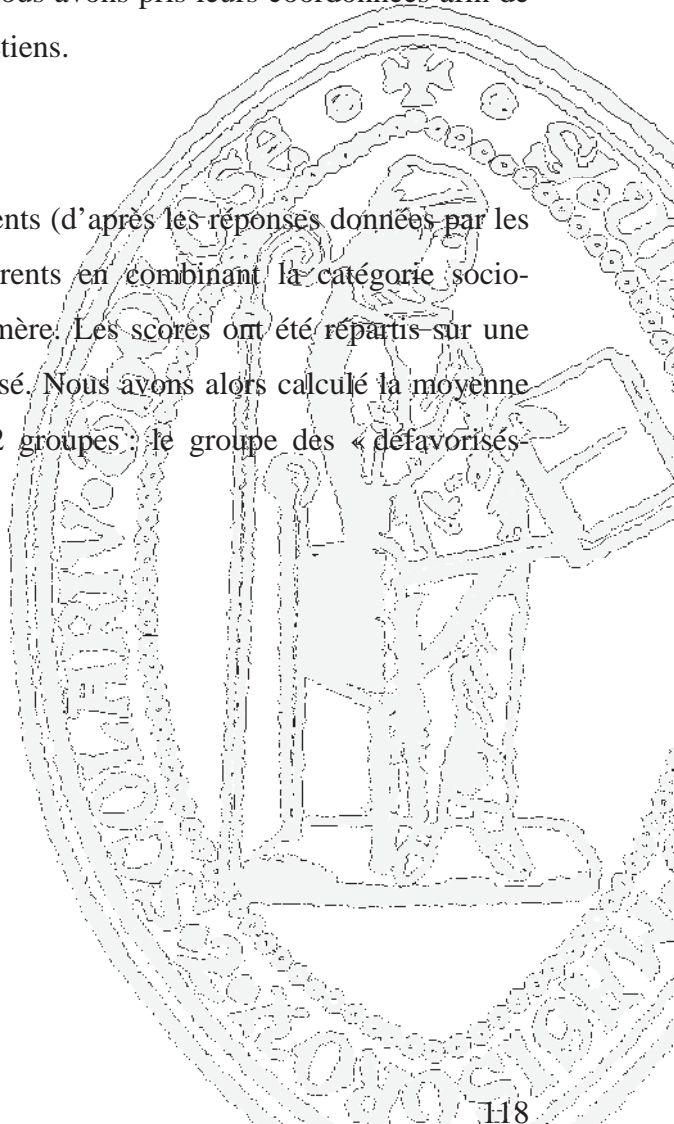 ous avons pris leurs coordonnées afin de
tiens.
ents (d'après les réponses données par les
rents en combinant la catégorie socio-
mère. Les scores ont été répartis sur une
sé. Nous avons alors calculé la moyenne
2 groupes : le groupe des « défavorisés-
118